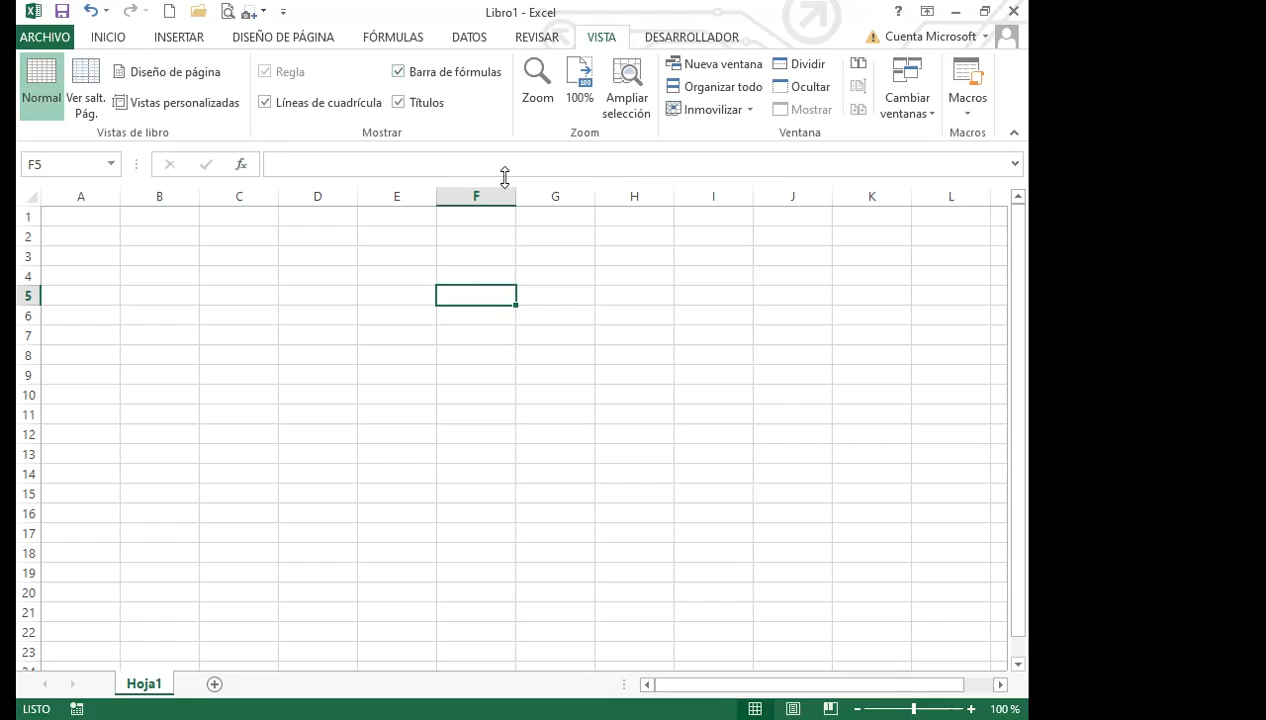 Libro1 - Excel
?
ARCHIVO INICIO INSERTAR DISEÑO DE PÁGINA FÓRMULAS DATOS REVISAR VISTA DESARROLLADOR Cuenta Microsoft
Normal
Ver salt. Pág.
Diseño de página
Vistas personalizadas
Vistas de libro
Regla
Barra de fórmulas
Líneas de cuadrícula
Títulos
Mostrar
Zoom
100
100%
Ampliar selección
Zoom
Nueva ventana
Organizar todo
Inmovilizar
Dividir
Ocultar
Mostrar
Cambiar ventanas
Ventana
Macros
Macros
F5
fx
A B C D E F G H I J K L
1
2
3
4
5
6
7
8
9
10
11
12
13
14
15
16
17
18
19
20
21
22
23
24
Hoja1
LISTO
100 %